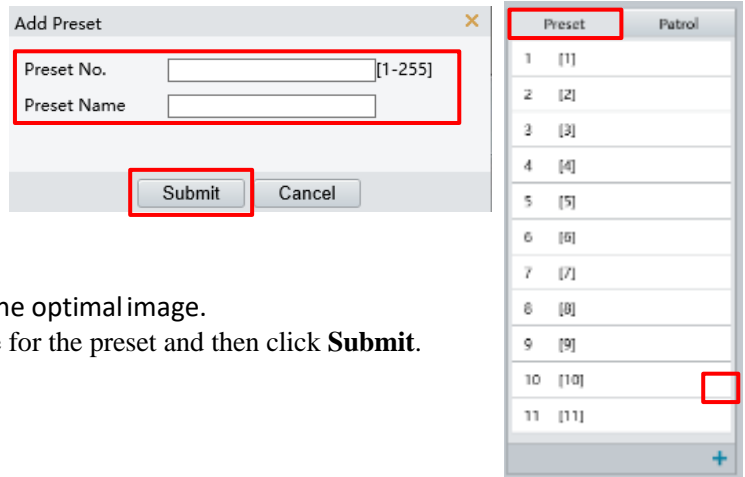 Add Preset ×
Preset No. [1-255]
Preset Name
Submit Cancel
optimal image.
for the preset and then click Submit.
Preset Patrol
1 [1]
2 [2]
3 [3]
4 [4]
5 [5]
6 [6]
7 [7]
8 [8]
9 [9]
10 [10]
11 [11]
+